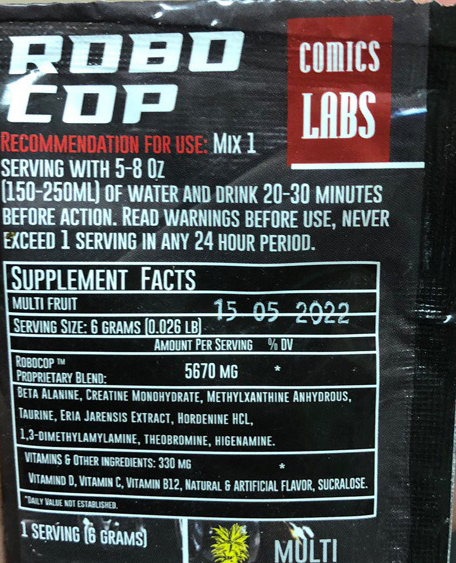 ROBO
COP
COMICS
LABS
RECOMMENDATION FOR USE: MIX 1
SERVING WITH 5-8 OZ
(150-250ML) OF WATER AND DRINK 20-30 MINUTES
BEFORE ACTION. READ WARNINGS BEFORE USE, NEVER
EXCEED 1 SERVING IN ANY 24 HOUR PERIOD.
SUPPLEMENT FACTS
MULTI FRUIT
15 05 2022
SERVING SIZE: 6 GRAMS (0.026 LB)
AMOUNT PER SERVING % DV
ROBOCOP ™
PROPRIETARY BLEND: 5670 MG *
BETA ALANINE, CREATINE MONOHYDRATE, METHYLXANTHINE ANHYDROUS,
TAURINE, ERIA JARENSIS EXTRACT, HORDENINE HCL,
1,3-DIMETHYLAMYLAMINE, THEOBROMINE, HIGENAMINE.
VITAMINS & OTHER INGREDIENTS: 330 MG *
VITAMIND D, VITAMIN C, VITAMIN B12, NATURAL & ARTIFICIAL FLAVOR, SUCRALOSE.
*DAILY VALUE NOT ESTABLISHED.
1 SERVING (6 GRAMS)
MULTI